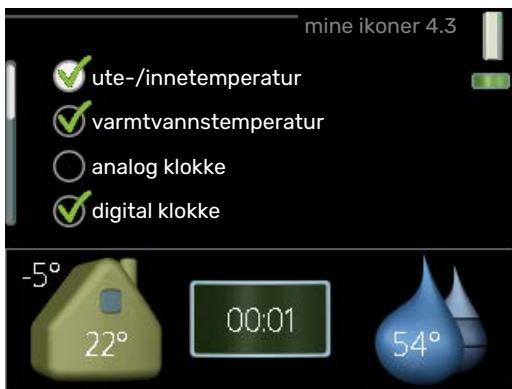 mine ikoner 4.3
ute-/innetemperatur
varmtvannstemperatur
analog klokke
digital klokke
-5°
22°
00:01
54°